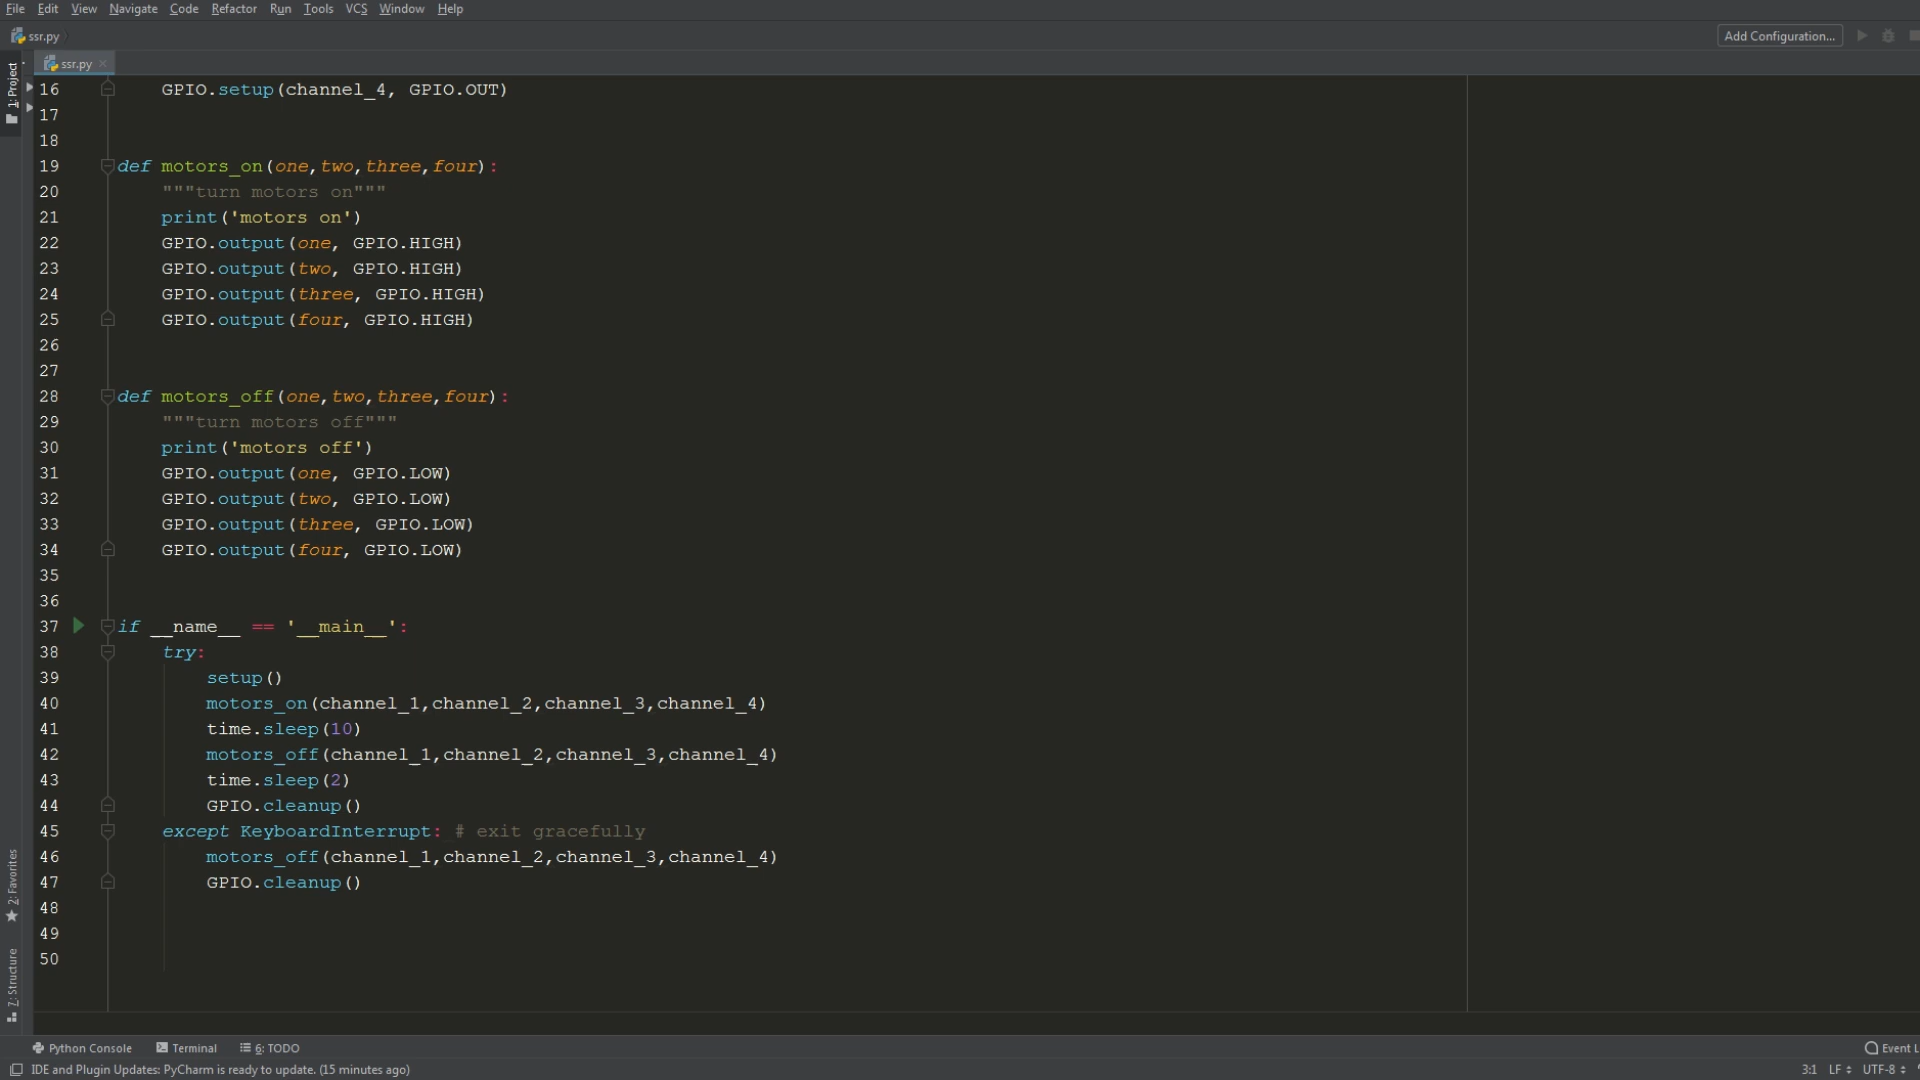 File Edit View Navigate Code Refactor Run Tools VCS Window Help
ssr.py
Add Configuration...
1: Project
ssr.py
16 GPIO.setup(channel_4, GPIO.OUT)
17
18
19 def motors_on(one,two,three,four):
20 """turn motors on"""
21 print('motors on')
22 GPIO.output(one, GPIO.HIGH)
23 GPIO.output(two, GPIO.HIGH)
24 GPIO.output(three, GPIO.HIGH)
25 GPIO.output(four, GPIO.HIGH)
26
27
28 def motors_off(one,two,three,four):
29 """turn motors off"""
30 print('motors off')
31 GPIO.output(one, GPIO.LOW)
32 GPIO.output(two, GPIO.LOW)
33 GPIO.output(three, GPIO.LOW)
34 GPIO.output(four, GPIO.LOW)
35
36
37 if __name__ == '__main__':
38 try:
39 setup()
40 motors_on(channel_1,channel_2,channel_3,channel_4)
41 time.sleep(10)
42 motors_off(channel_1,channel_2,channel_3,channel_4)
43 time.sleep(2)
44 GPIO.cleanup()
45 except KeyboardInterrupt: # exit gracefully
46 motors_off(channel_1,channel_2,channel_3,channel_4)
47 GPIO.cleanup()
48
49
50
2: Favorites
7: Structure
Python Console Terminal 6: TODO Event L
IDE and Plugin Updates: PyCharm is ready to update. (15 minutes ago) 3:1 LF UTF-8